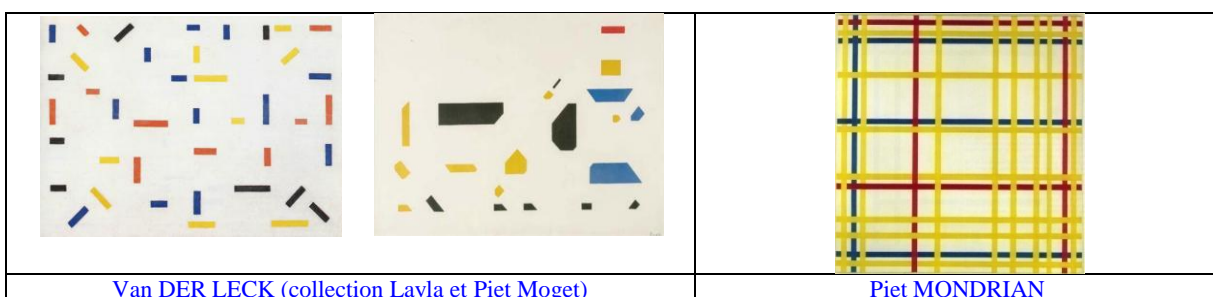 Van DER LECK (collection Layla et Piet Moget)
Piet MONDRIAN